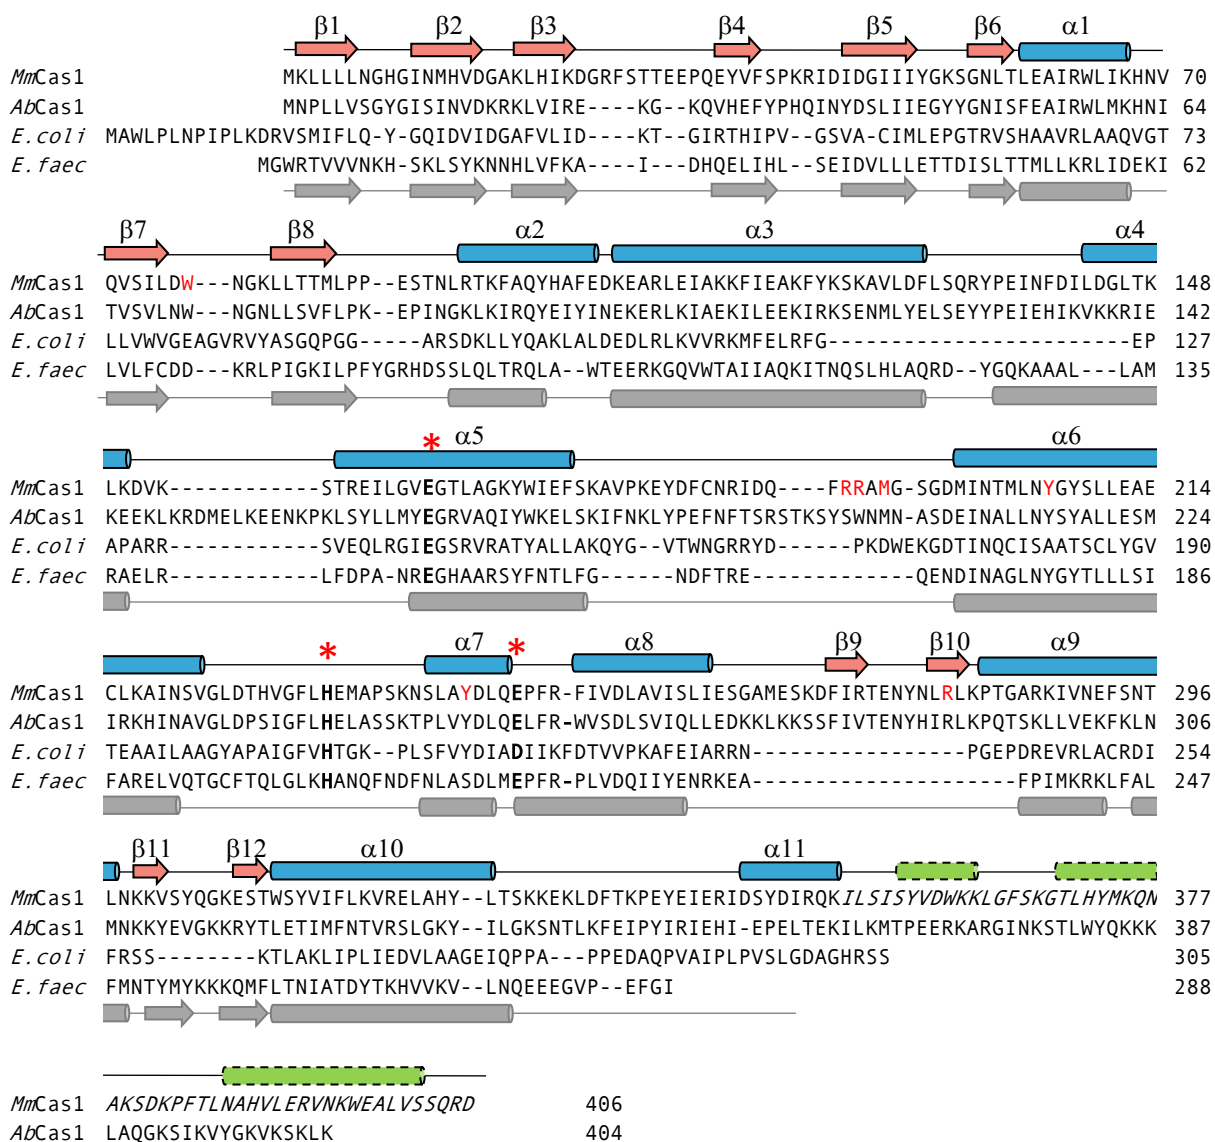 β1 β2 β3 β4 β5 β6 α1
MmCas1 MKLLLLNGHGINMHVDGAKLHIKDGRFSTTEEPQEYVFSPKRIDIDGIIIYGKSGNLTLEAIRWLIKHNV 70
AbCas1 MNPLLVSGYGISINVDKRKLVIRE----KG--KQVHEFYPHQINYDSLIIEGYYGNISFEAIRWLMKHNI 64
E.coli MAWLPLNPIPLKDRVSMIFLQ-Y-GQIDVIDGAFVLID----KT--GIRTHIPV--GSVA-CIMLEPGTRVSHAAVRLAAQVGT 73
E.faec MGWRTVVVNKH-SKLSYKNNHLVFKA----I---DHQELIHL--SEIDVLLLETTDISLTTMLLKRLIDEKI 62
β7 β8 α2 α3 α4
MmCas1 QVSILDW---NGKLLTTMLPP--ESTNLRTKFAQYHAFEDKEARLEIAKKFIEAKFYKSKAVLDFLSQRYPEINFDILDGLTK 148
AbCas1 TVSVLNW---NGNLLSVFLPK--EPINGKLKIRQYEIYINEKERLKIAEKILEEKIRKSENMLYELSEYYPEIEHIKVKKRIE 142
E.coli LLVWVGEAGVRVYASGQPGG----ARSDKLLYQAKLALDEDLRLKVVRKMFELRFG------------------------EP 127
E.faec LVLFCDD---KRLPIGKILPFYGRHDSSLQLTRQLA--WTEERKGQVWTAIIAQKITNQSLHLAQRD--YGQKAAAL---LAM 135
* α5 α6
MmCas1 LKDVK------------STREILGVEGTLAGKYWIEFSKAVPKEYDFCNRIDQ----FRRAMG-SGDMINTMLNYGYSLLEAE 214
AbCas1 KEEKLKRDMELKEENKPKLSYLLMYEGRVAQIYWKELSKIFNKLYPEFNFTSRSTKSYSWNMN-ASDEINALLNYSYALLESM 224
E.coli APARR------------SVEQLRGIEGSRVRATYALLAKQYG--VTWNGRRYD------PKDWEKGDTINQCISAATSCLYGV 190
E.faec RAELR------------LFDPA-NREGHAARSYFNTLFG------NDFTRE-------------QENDINAGLNYGYTLLLSI 186
* α7 * α8 β9 β10 α9
MmCas1 CLKAINSVGLDTHVGFLHEMAPSKNSLAYDLQEPFR-FIVDLAVISLIESGAMESKDFIRTENYNLRLKPTGARKIVNEFSNT 296
AbCas1 IRKHINAVGLDPSIGFLHELASSKTPLVYDLQELFR-WVSDLSVIQLLEDKKLKKSSFIVTENYHIRLKPQTSKLLVEKFKLN 306
E.coli TEAAILAAGYAPAIGFVHTGK--PLSFVYDIADIIKFDTVVPKAFEIARRN-----------------PGEPDREVRLACRDI 254
E.faec FARELVQTGCFTQLGLKHANQFNDFNLASDLMEPFR-PLVDQIIYENRKEA---------------------FPIMKRKLFAL 247
β11 β12 α10 α11
MmCas1 LNKKVSYQGKESTWSYVIFLKVRELAHY--LTSKKEKLDFTKPEYEIERIDSYDIRQKILSISYVDWKKLGFSKGTLHYMKQN 377
AbCas1 MNKKYEVGKKRYTLETIMFNTVRSLGKY--ILGKSNTLKFEIPYIRIEHI-EPELTEKILKMTPEERKARGINKSTLWYQKKK 387
E.coli FRSS--------KTLAKLIPLIEDVLAAGEIQPPA---PPEDAQPVAIPLPVSLGDAGHRSS 305
E.faec FMNTYMYKKKKQMFLTNIATDYTKHVVKV--LNQEEEGVP--EFGI 288
MmCas1 AKSDKPFTLNAHVLERVNKWEALVSSQRD 406
AbCas1 LAQGKSIKVYGKVKSKLK 404